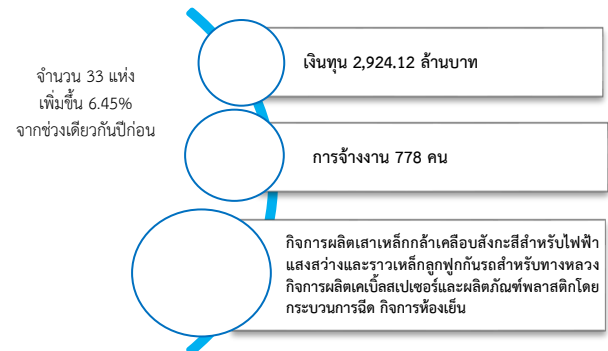 จำนวน 33 แห่ง
เพิ่มขึ้น 6.45%
จากช่วงเดียวกันปีก่อน
เงินทุน 2,924.12 ล้านบาท
การจ้างงาน 778 คน
กิจการผลิตเสาเหล็กกล้าเคลือบสังกะสีสำหรับไฟฟ้า
แสงสว่างและราวเหล็กลูกฟูกกันรถสำหรับทางหลวง
กิจการผลิตเคเบิ้ลสเปเซอร์และผลิตภัณฑ์พลาสติกโดย
กระบวนการฉีด กิจการห้องเย็น